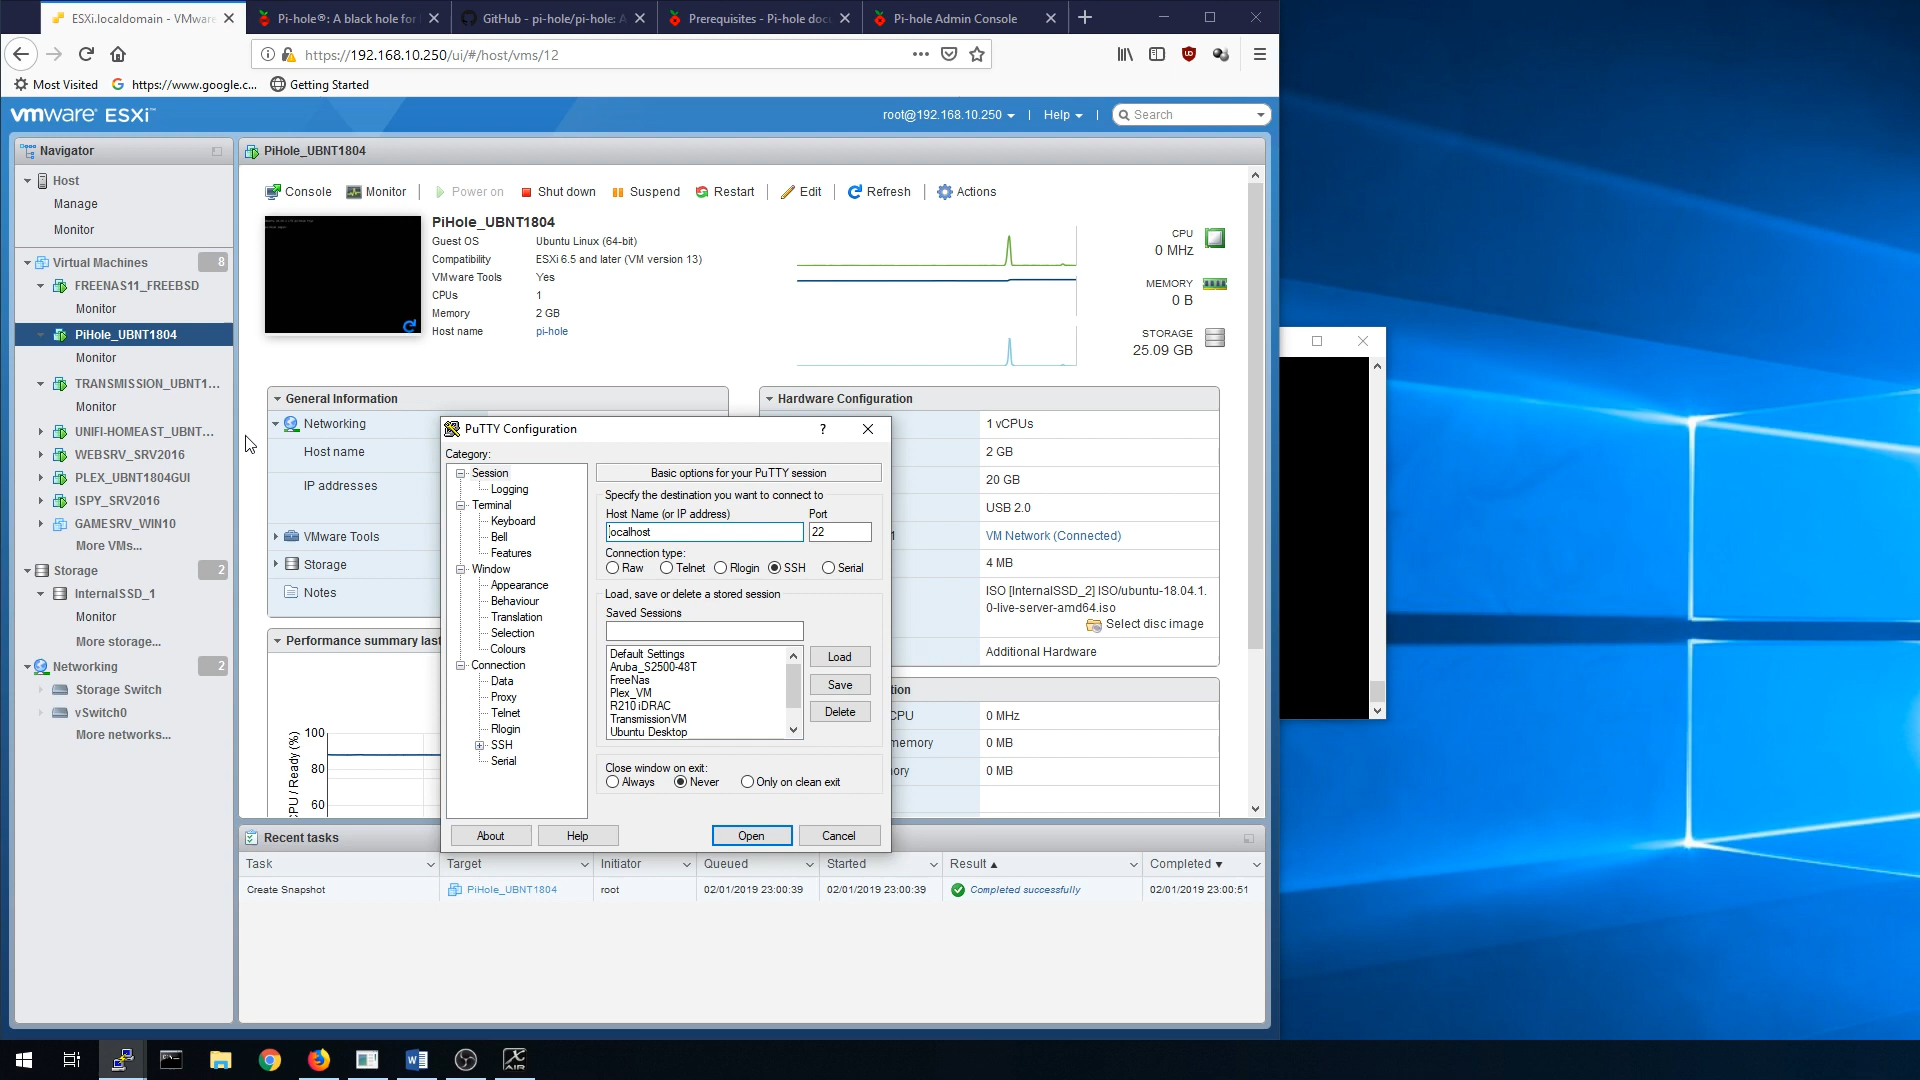 ESXi.localdomain - VMware
Pi-hole®: A black hole for
GitHub - pi-hole/pi-hole: A
Prerequisites - Pi-hole doc
Pi-hole Admin Console
https://192.168.10.250/ui/#/host/vms/12
Most Visited
https://www.google.c...
Getting Started
vmware ESXi™
root@192.168.10.250
Help
Search
Navigator
PiHole_UBNT1804
Host
Manage
Monitor
Virtual Machines 8
FREENAS11_FREEBSD
Monitor
PiHole_UBNT1804
Monitor
TRANSMISSION_UBNT1...
Monitor
UNIFI-HOMEAST_UBNT...
WEBSRV_SRV2016
PLEX_UBNT1804GUI
ISPY_SRV2016
GAMESRV_WIN10
More VMs...
Storage 2
InternalSSD_1
Monitor
More storage...
Networking 2
Storage Switch
vSwitch0
More networks...
Console Monitor Power on Shut down Suspend Restart Edit Refresh Actions
PiHole_UBNT1804
Guest OS Ubuntu Linux (64-bit)
Compatibility ESXi 6.5 and later (VM version 13)
VMware Tools Yes
CPUs 1
Memory 2 GB
Host name pi-hole
CPU
0 MHz
MEMORY
0 B
STORAGE
25.09 GB
General Information
Networking
Host name
IP addresses
VMware Tools
Storage
Notes
Performance summary last
CPU / Ready (%)
100
80
60
Hardware Configuration
1 vCPUs
2 GB
20 GB
USB 2.0
VM Network (Connected)
4 MB
ISO [InternalSSD_2] ISO/ubuntu-18.04.1.
0-live-server-amd64.iso
Select disc image
Additional Hardware
tion
CPU 0 MHz
memory 0 MB
ory 0 MB
PuTTY Configuration
?
Category:
Session
Logging
Terminal
Keyboard
Bell
Features
Window
Appearance
Behaviour
Translation
Selection
Colours
Connection
Data
Proxy
Telnet
Rlogin
SSH
Serial
Basic options for your PuTTY session
Specify the destination you want to connect to
Host Name (or IP address) Port
localhost 22
Connection type:
Raw Telnet Rlogin SSH Serial
Load, save or delete a stored session
Saved Sessions
Default Settings
Aruba_S2500-48T
FreeNas
Plex_VM
R210 iDRAC
TransmissionVM
Ubuntu Desktop
Load
Save
Delete
Close window on exit:
Always Never Only on clean exit
About Help Open Cancel
Recent tasks
Task Target Initiator Queued Started Result Completed
Create Snapshot PiHole_UBNT1804 root 02/01/2019 23:00:39 02/01/2019 23:00:39 Completed successfully 02/01/2019 23:00:51
AIR